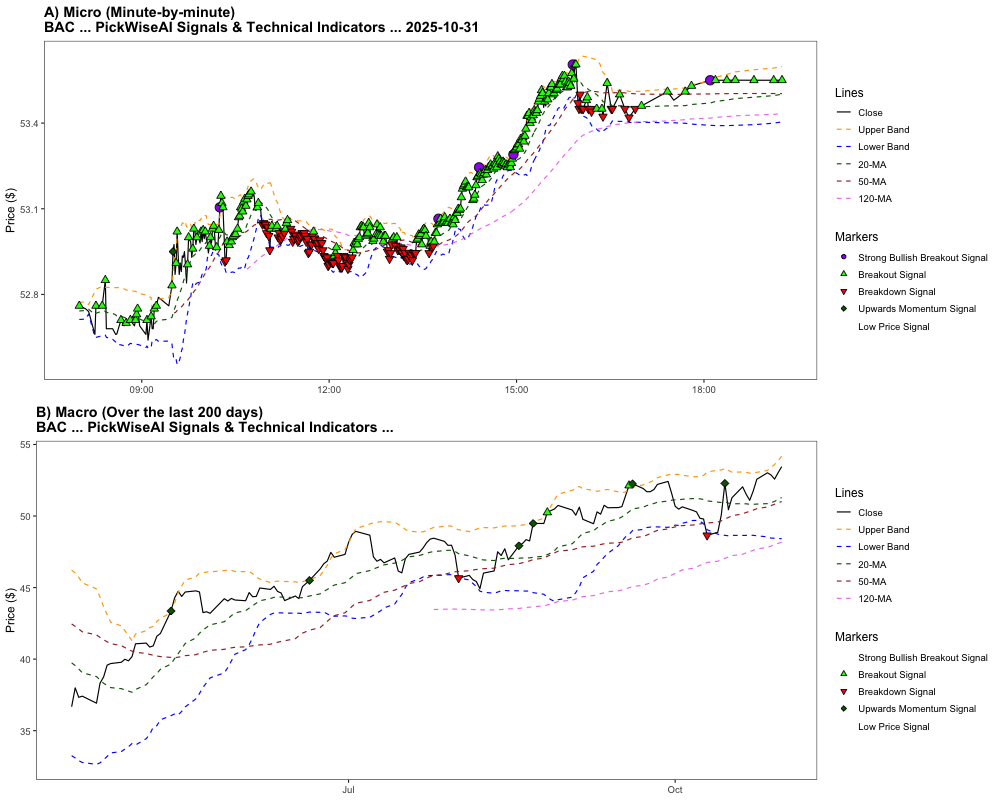 A) Micro (Minute-by-minute)
BAC ... PickWiseAI Signals & Technical Indicators ... 2025-10-31
Price ($)
53.4
53.1
52.8
09:00
12:00
15:00
18:00
Lines
Close
Upper Band
Lower Band
20-MA
50-MA
120-MA
Markers
Strong Bullish Breakout Signal
Breakout Signal
Breakdown Signal
Upwards Momentum Signal
Low Price Signal
B) Macro (Over the last 200 days)
BAC ... PickWiseAI Signals & Technical Indicators ...
Price ($)
55
50
45
40
35
Jul
Oct
Lines
Close
Upper Band
Lower Band
20-MA
50-MA
120-MA
Markers
Strong Bullish Breakout Signal
Breakout Signal
Breakdown Signal
Upwards Momentum Signal
Low Price Signal